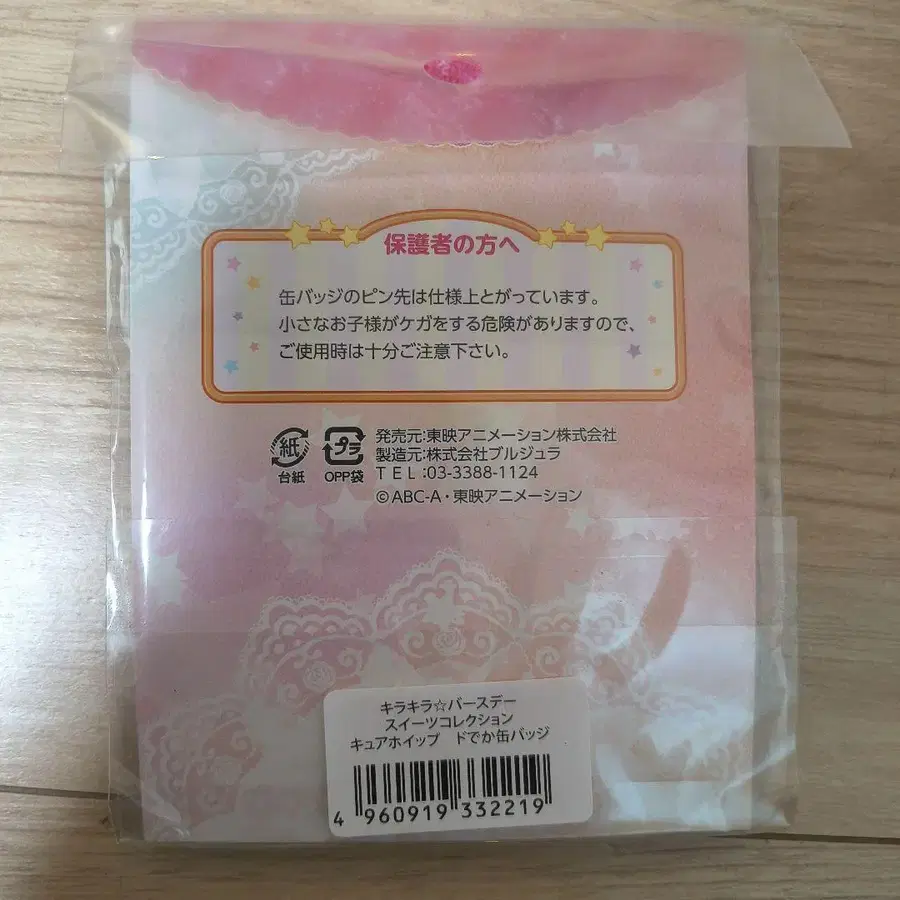 保護者の方へ
缶バッジのピン先は仕様上とがっています。
小さなお子様がケガをする危険がありますので、
ご使用時は十分ご注意下さい。
紙
台紙
プラ
OPP袋
発売元:東映アニメーション株式会社
製造元:株式会社ブルジュラ
TEL:03-3388-1124
©ABC-A・東映アニメーション
キラキラ☆バースデー
スイーツコレクション
キュアホイップ ドでか缶バッジ
4 960919 332219